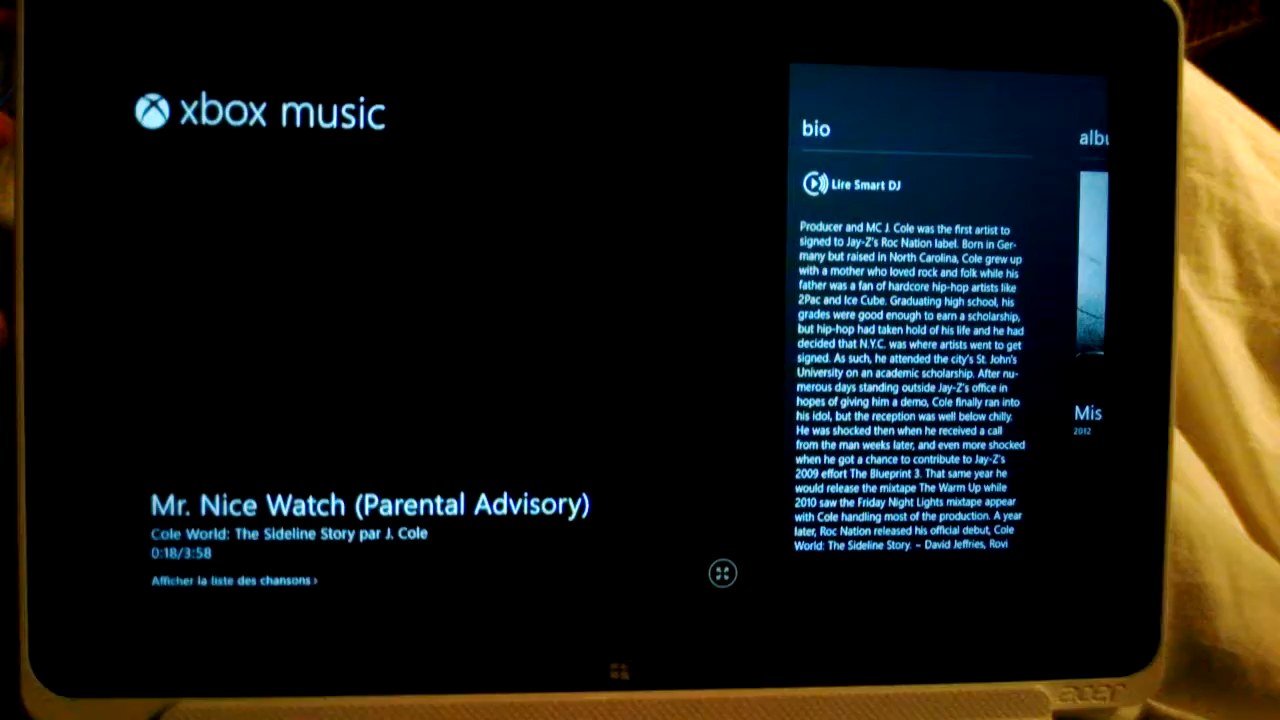 xbox music
Mr. Nice Watch (Parental Advisory)
Cole World: The Sideline Story par J. Cole
0:18/3:58
Afficher la liste des chansons ›
bio
Lire Smart DJ
Producer and MC J. Cole was the first artist to
signed to Jay-Z's Roc Nation label. Born in Ger-
many but raised in North Carolina, Cole grew up
with a mother who loved rock and folk while his
father was a fan of hardcore hip-hop artists like
2Pac and Ice Cube. Graduating high school, his
grades were good enough to earn a scholarship,
but hip-hop had taken hold of his life and he had
decided that N.Y.C. was where artists went to get
signed. As such, he attended the city's St. John's
University on an academic scholarship. After nu-
merous days standing outside Jay-Z's office in
hopes of giving him a demo, Cole finally ran into
his idol, but the reception was well below chilly.
He was shocked then when he received a call
from the man weeks later, and even more shocked
when he got a chance to contribute to Jay-Z's
2009 effort The Blueprint 3. That same year he
would release the mixtape The Warm Up while
2010 saw the Friday Night Lights mixtape appear
with Cole handling most of the production. A year
later, Roc Nation released his official debut, Cole
World: The Sideline Story. ~ David Jeffries, Rovi
albu
Mis
2012
acer